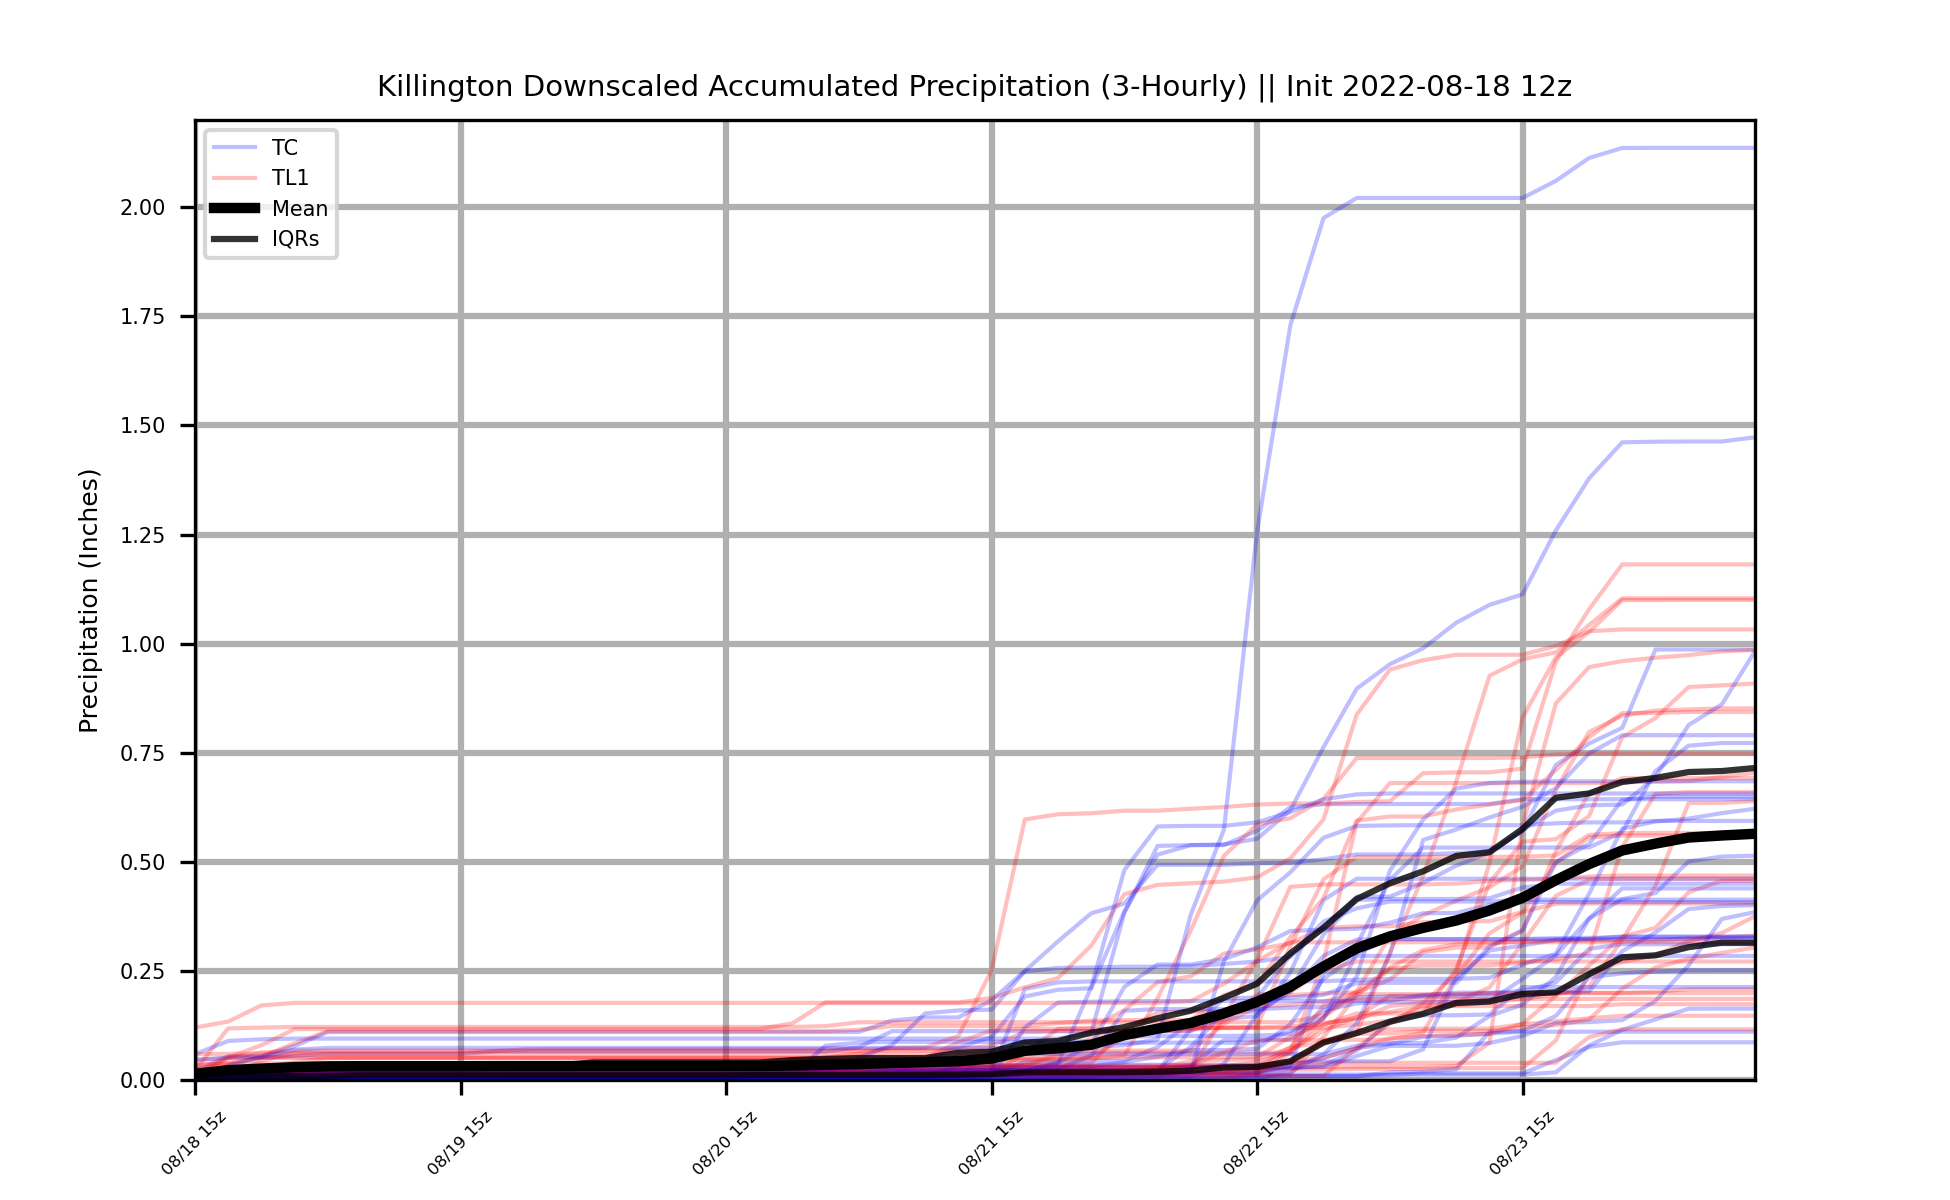 Killington Downscaled Accumulated Precipitation (3-Hourly) || Init 2022-08-18 12z
TC
TL1
Mean
IQRs
Precipitation (Inches)
2.00
1.75
1.50
1.25
1.00
0.75
0.50
0.25
0.00
08/18 15z
08/19 15z
08/20 15z
08/21 15z
08/22 15z
08/23 15z